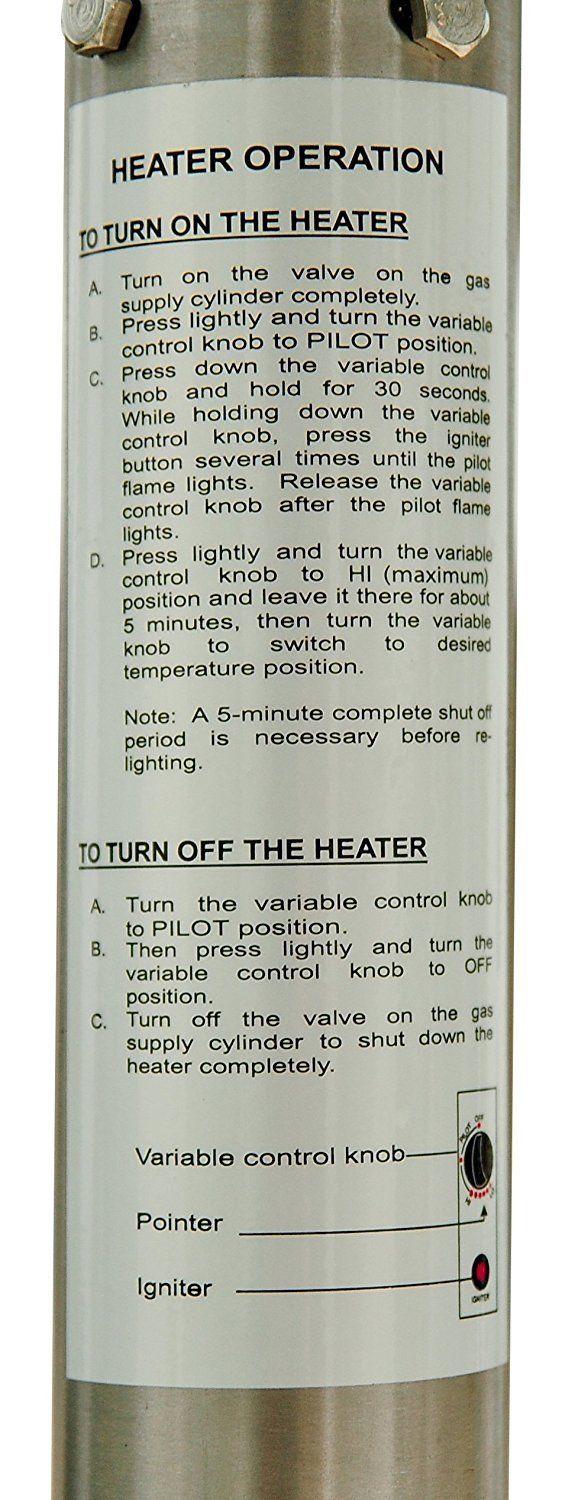 HEATER OPERATION
TO TURN ON THE HEATER
A. Turn on the valve on the gas
supply cylinder completely.
B. Press lightly and turn the variable
control knob to PILOT position.
C. Press down the variable control
knob and hold for 30 seconds.
While holding down the variable
control knob, press the igniter
button several times until the pilot
flame lights. Release the variable
control knob after the pilot flame
lights.
D. Press lightly and turn the variable
control knob to HI (maximum)
position and leave it there for about
5 minutes, then turn the variable
knob to switch to desired
temperature position.
Note: A 5-minute complete shut off
period is necessary before re-
lighting.
TO TURN OFF THE HEATER
A. Turn the variable control knob
to PILOT position.
B. Then press lightly and turn the
variable control knob to OFF
position.
C. Turn off the valve on the gas
supply cylinder to shut down the
heater completely.
OFF
PILOT
Variable control knob
HI
Pointer
Igniter
IGNITER